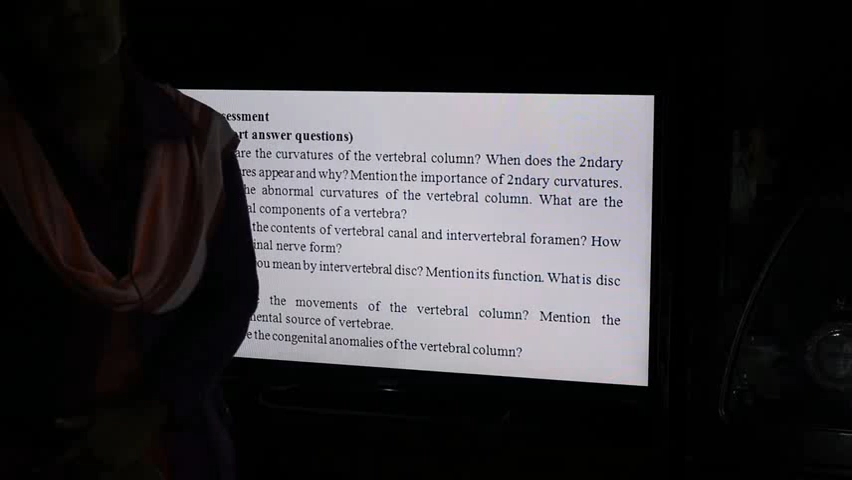 sessment
rt answer questions)
are the curvatures of the vertebral column? When does the 2ndary
res appear and why? Mention the importance of 2ndary curvatures.
he abnormal curvatures of the vertebral column. What are the
al components of a vertebra?
the contents of vertebral canal and intervertebral foramen? How
inal nerve form?
ou mean by intervertebral disc? Mention its function. What is disc
the movements of the vertebral column? Mention the
mental source of vertebrae.
e the congenital anomalies of the vertebral column?